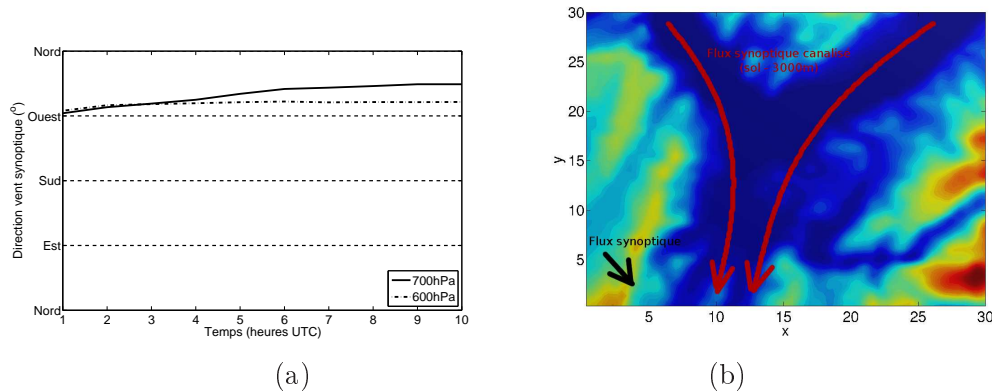 Nord
Ouest
Sud
Est
Nord
Direction vent synoptique (°)
1 2 3 4 5 6 7 8 9 10
Temps (heures UTC)
700hPa
600hPa
(a)
30
25
20
15
10
5
y
Flux synoptique canalisé
(sol - 3000m)
Flux synoptique
5 10 15 20 25 30
x
(b)